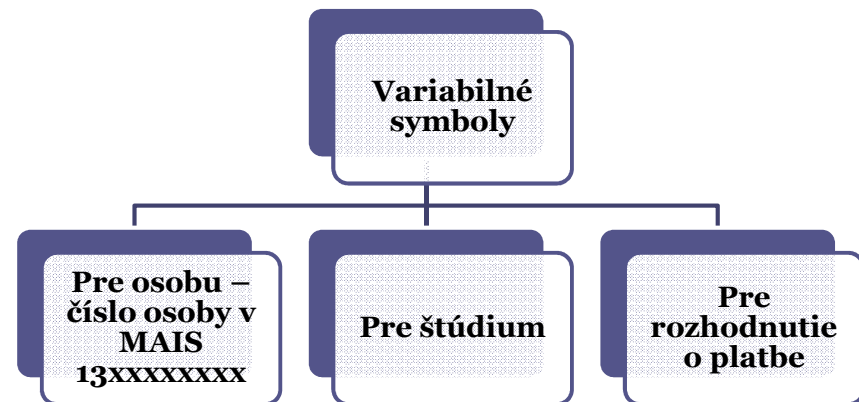 Variabilné
symboly
Pre osobu –
číslo osoby v
MAIS
13xxxxxxxx
Pre štúdium
Pre
rozhodnutie
o platbe